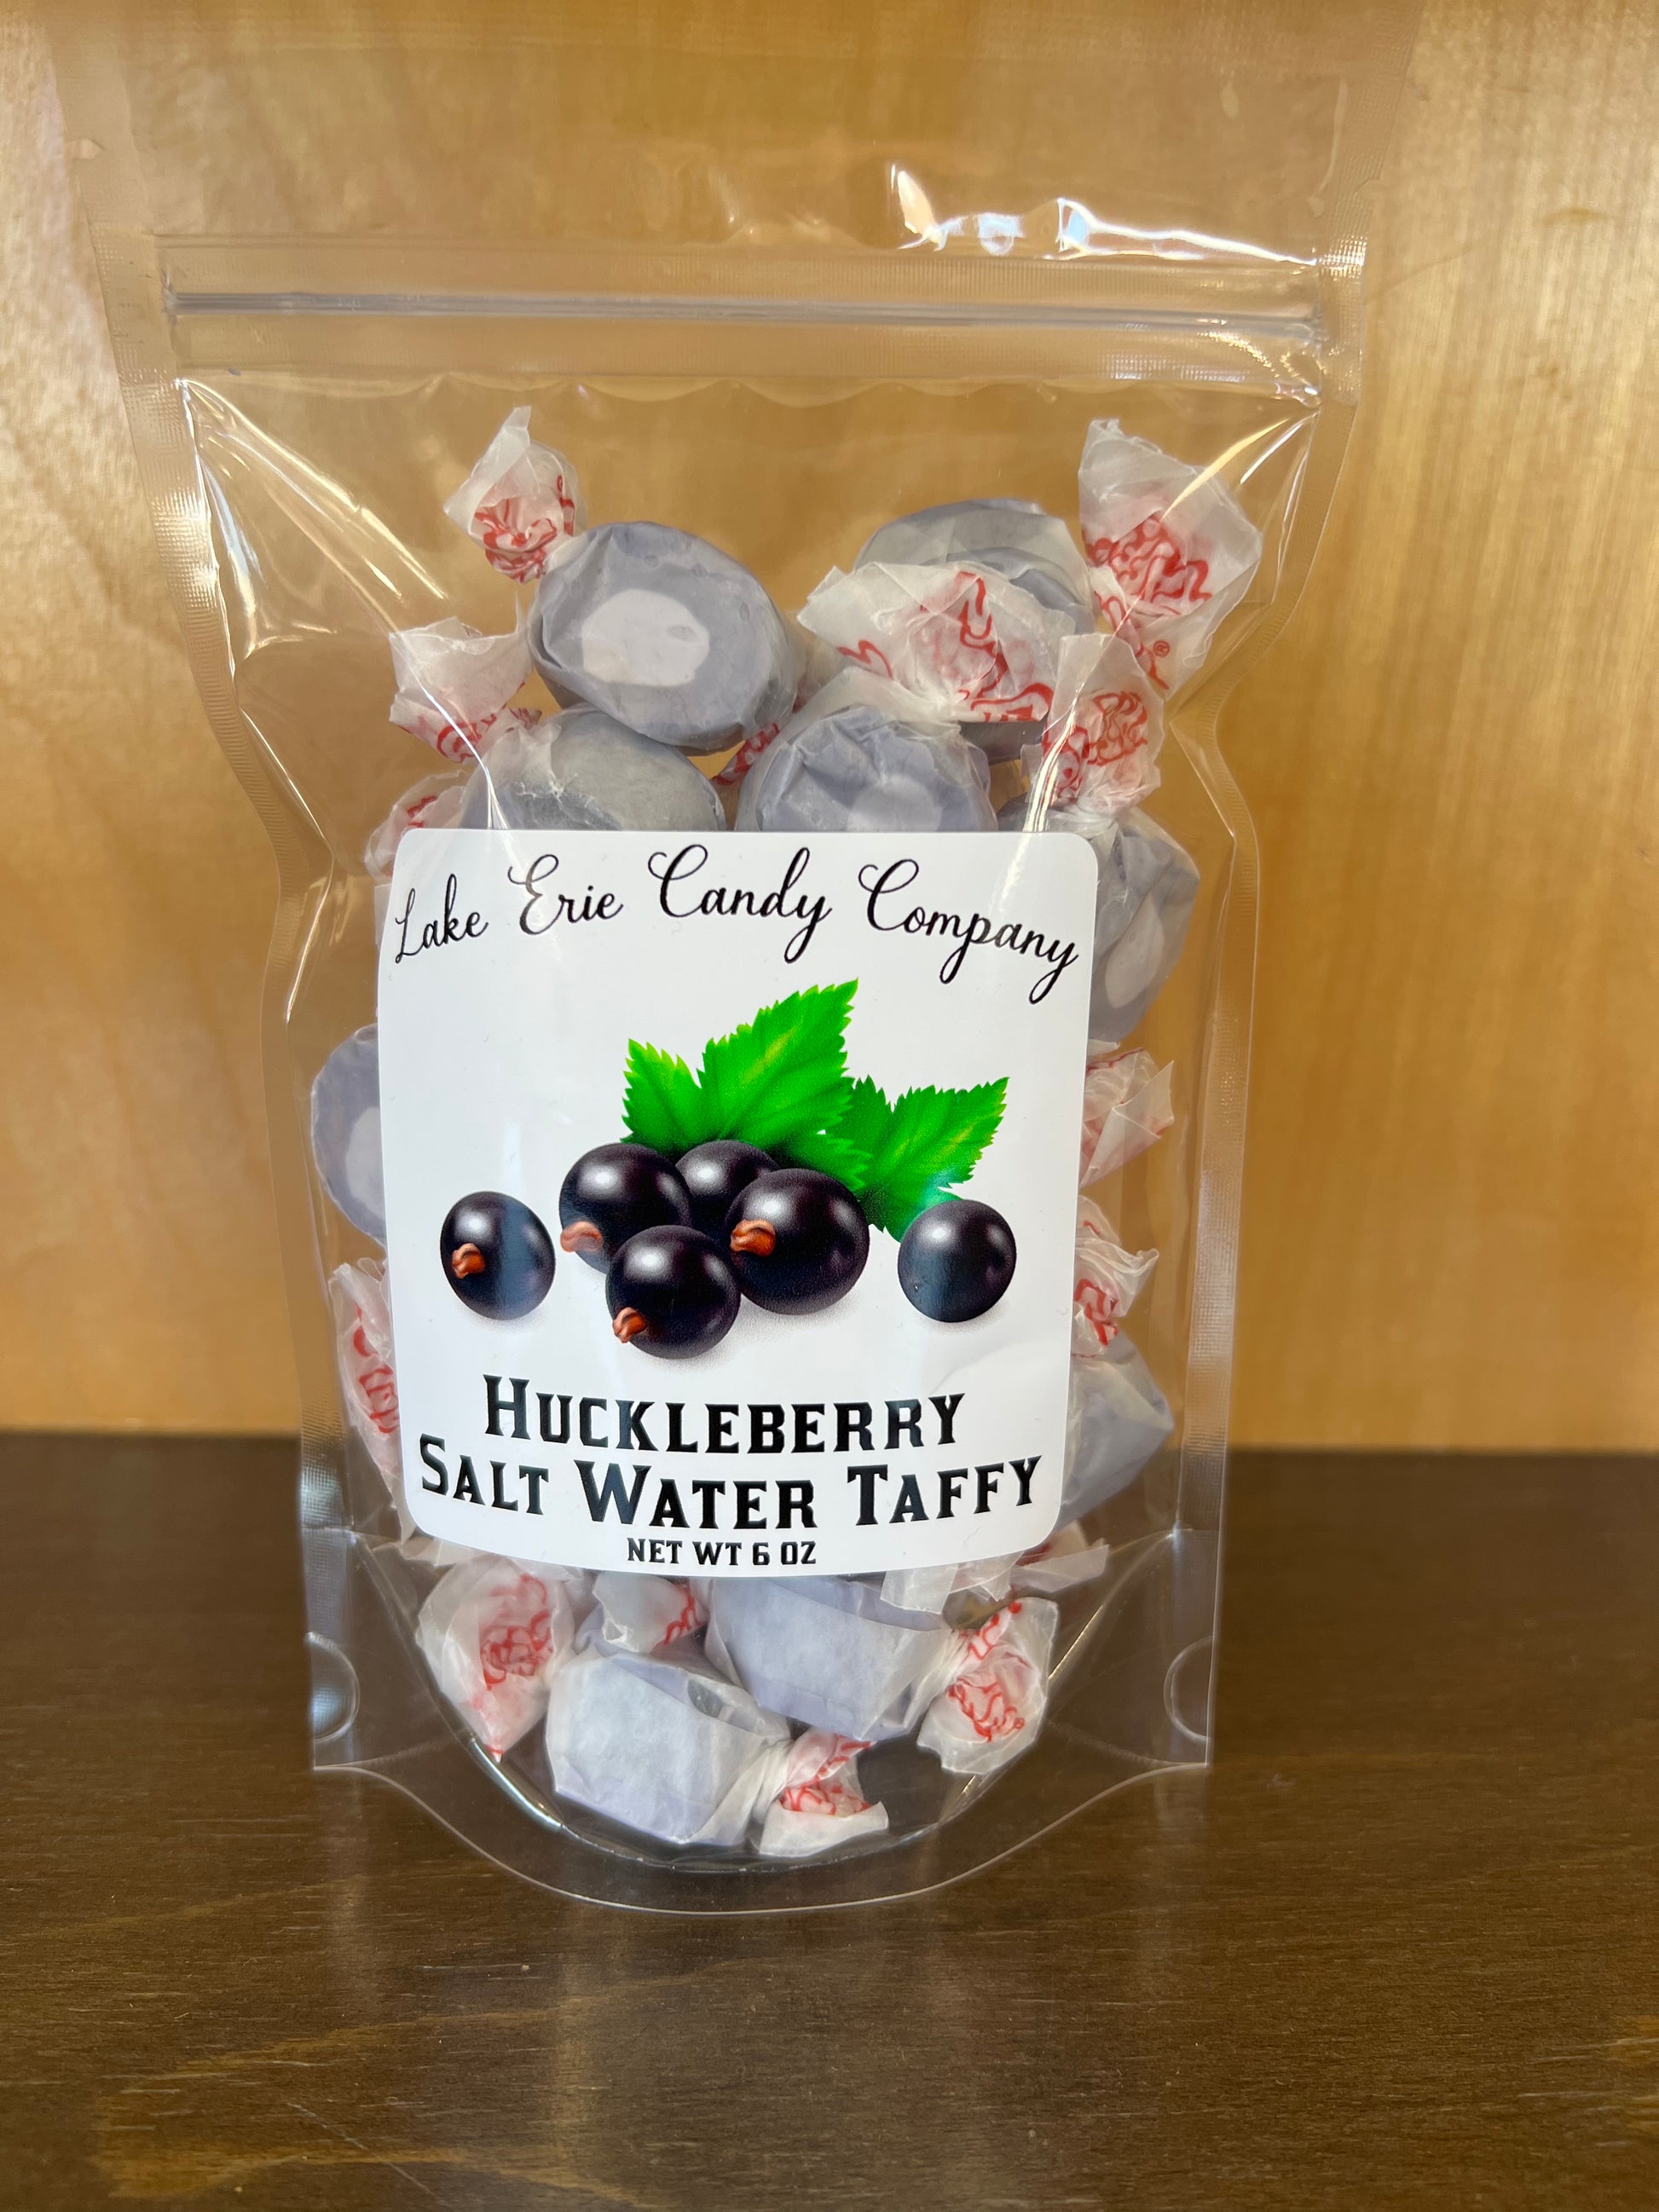 Lake Erie Candy Company
Huckleberry
Salt Water Taffy
NET WT 6 OZ